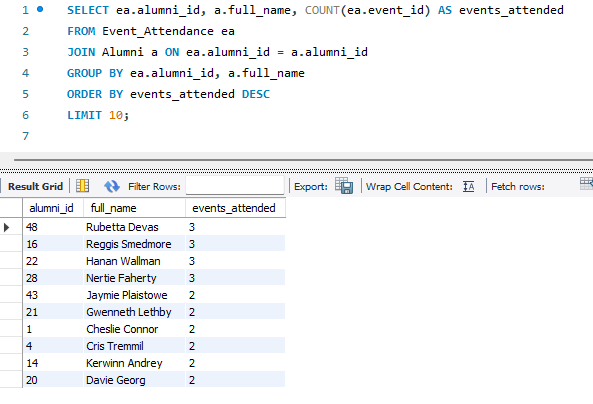 1 SELECT ea.alumni_id, a.full_name, COUNT(ea.event_id) AS events_attended
2 FROM Event_Attendance ea
3 JOIN Alumni a ON ea.alumni_id = a.alumni_id
4 GROUP BY ea.alumni_id, a.full_name
5 ORDER BY events_attended DESC
6 LIMIT 10;
7
Result Grid Filter Rows: Export: Wrap Cell Content: IA Fetch rows:
alumni_id full_name events_attended
48 Rubetta Devas 3
16 Reggis Smedmore 3
22 Hanan Wallman 3
28 Nertie Faherty 3
43 Jaymie Plaistowe 2
21 Gwenneth Lethby 2
1 Cheslie Connor 2
4 Cris Tremmil 2
14 Kerwinn Andrey 2
20 Davie Georg 2